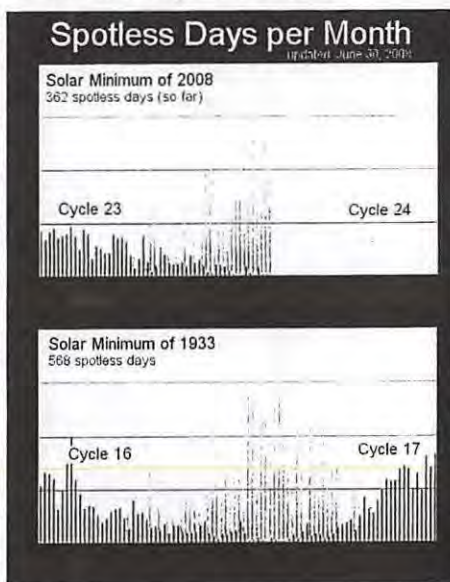 Spotless Days per Month
updated June 30, 2008
Solar Minimum of 2008
362 spotless days (so far)
Cycle 23
Cycle 24
Solar Minimum of 1933
568 spotless days
Cycle 16
Cycle 17